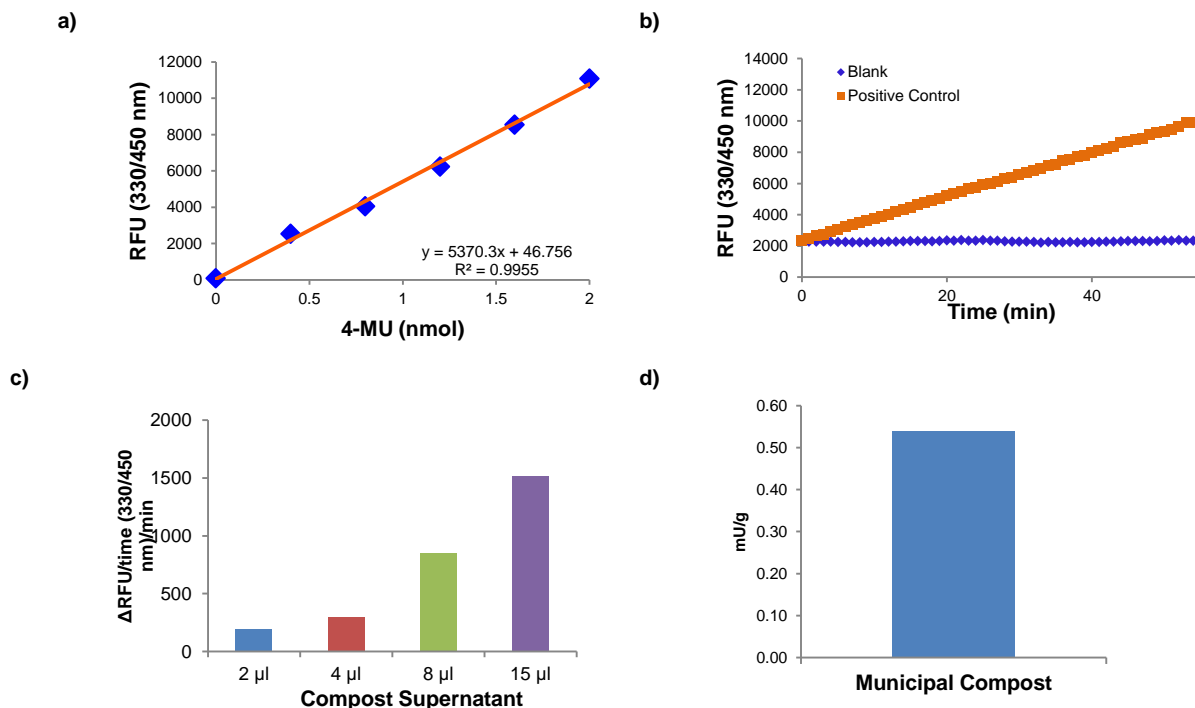 a)
RFU (330/450 nm)
12000
10000
8000
6000
4000
2000
0
y = 5370.3x + 46.756
R² = 0.9955
0 0.5 1 1.5 2
4-MU (nmol)
b)
RFU (330/450 nm)
14000
12000
10000
8000
6000
4000
2000
0
Blank
Positive Control
0 20 40
Time (min)
c)
ΔRFU/time (330/450
nm)/min
2000
1500
1000
500
0
2 µl 4 µl 8 µl 15 µl
Compost Supernatant
d)
mU/g
0.60
0.50
0.40
0.30
0.20
0.10
0.00
Municipal Compost